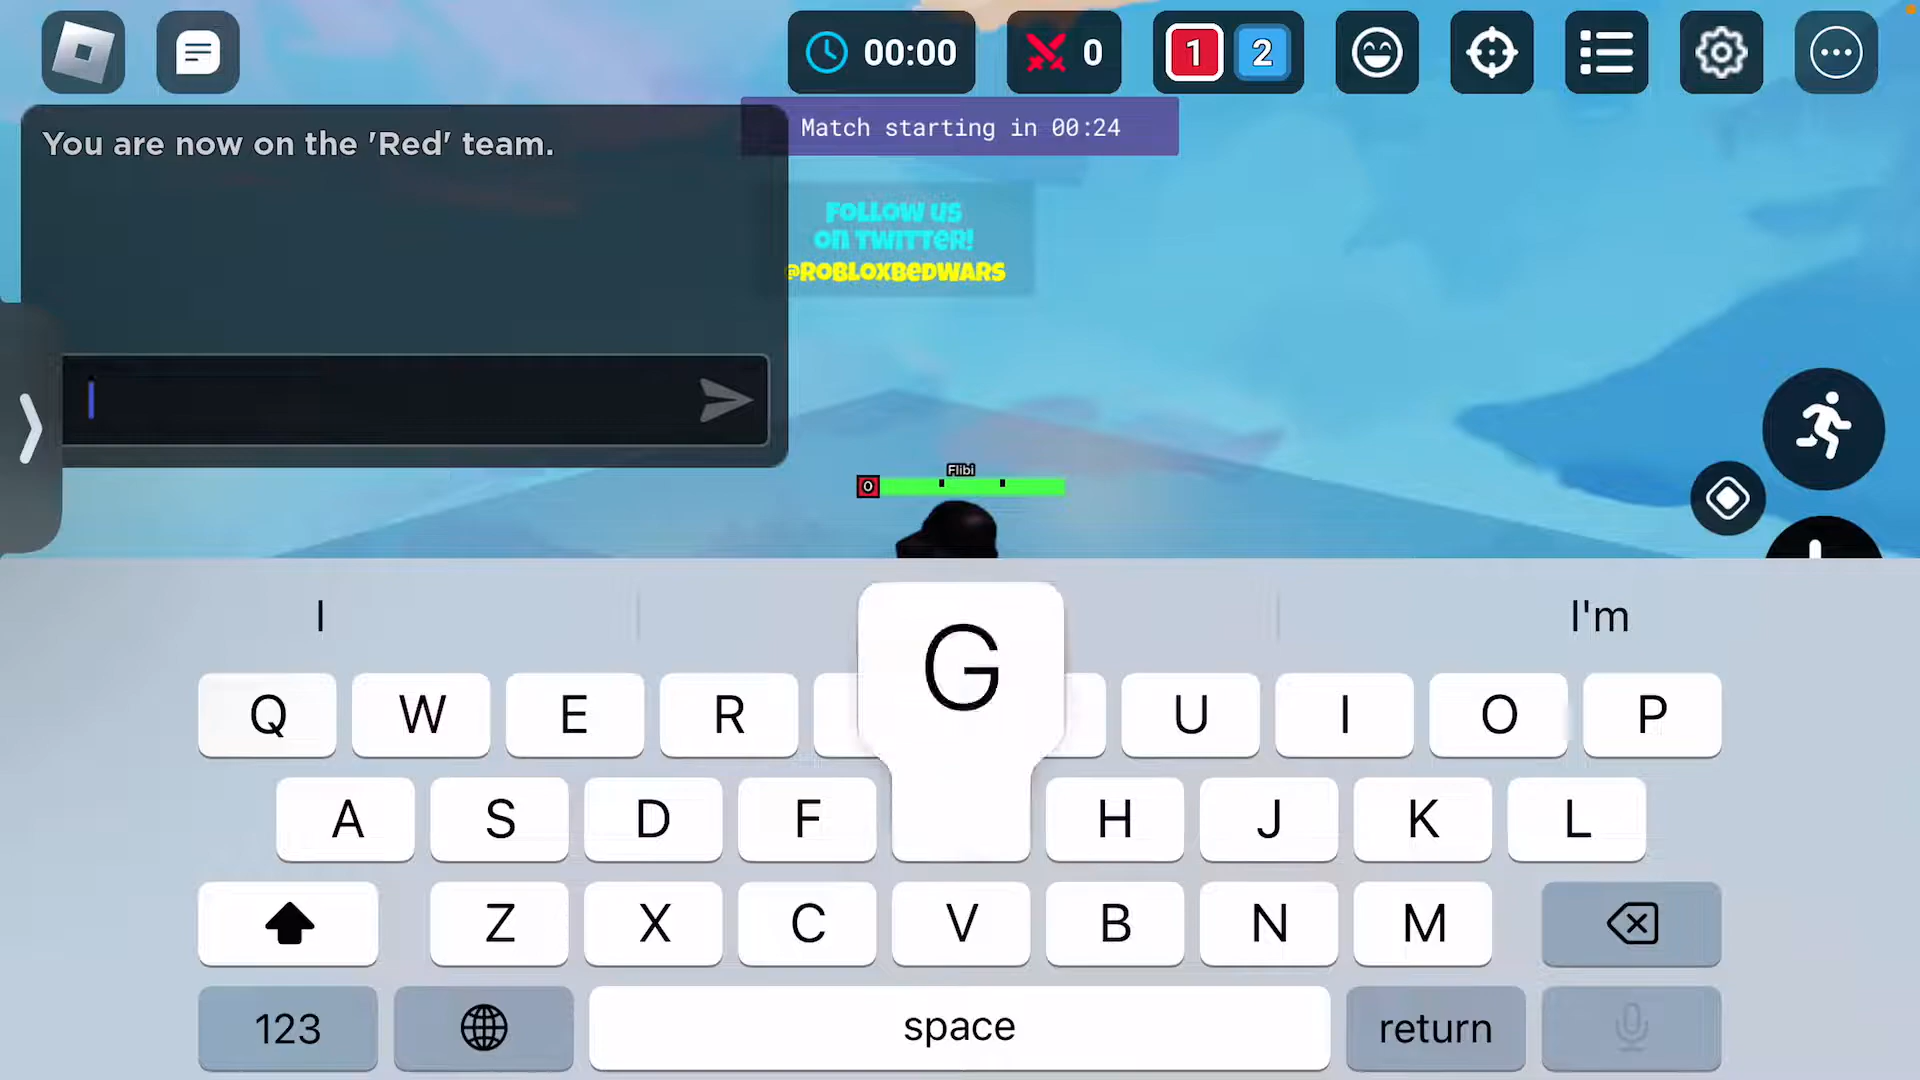 00:00
0
1
2
You are now on the 'Red' team.
Match starting in 00:24
FOLLOW US
ON TWITTER!
@ROBLOXBEDWARS
0
Flibi
I
I'm
G
Q W E R U I O P
A S D F H J K L
Z X C V B N M
123
space
return